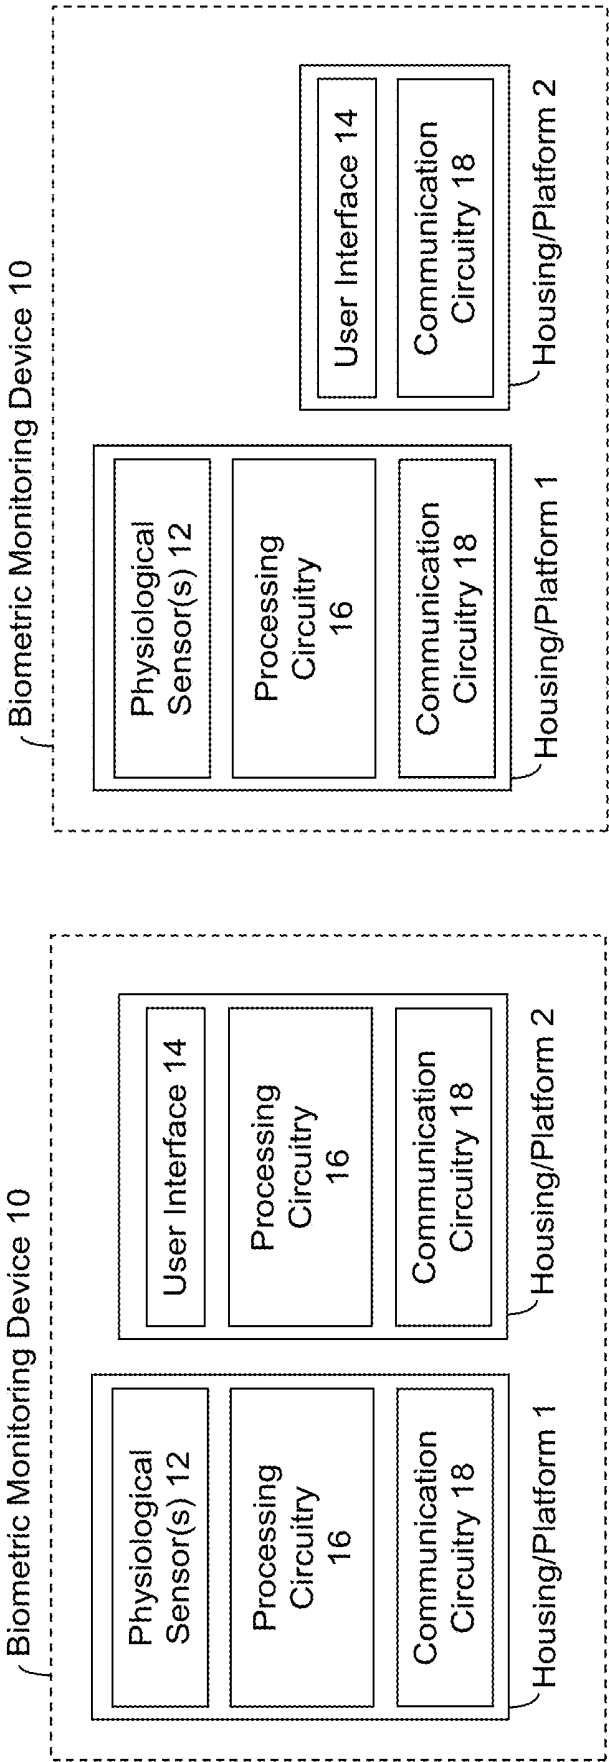 Biometric Monitoring Device 10
Physiological
Sensor(s) 12
Processing
Circuitry
16
Communication
Circuitry 18
Housing/Platform 1
User Interface 14
Processing
Circuitry
16
Communication
Circuitry 18
Housing/Platform 2
Biometric Monitoring Device 10
Physiological
Sensor(s) 12
Processing
Circuitry
16
Communication
Circuitry 18
Housing/Platform 1
User Interface 14
Communication
Circuitry 18
Housing/Platform 2